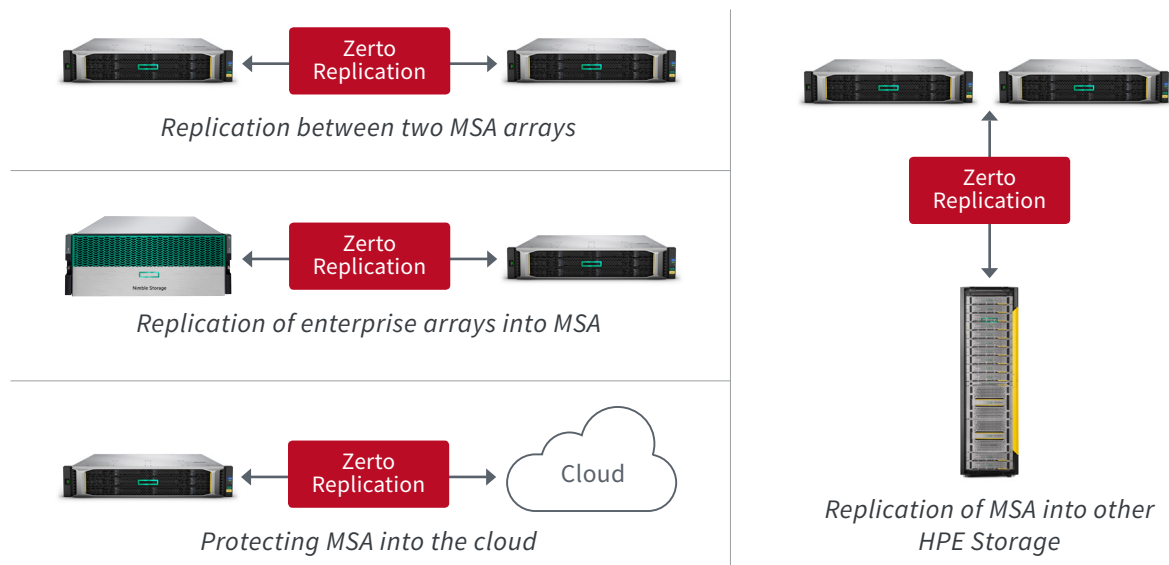 Zerto
Replication
Replication between two MSA arrays
Zerto
Replication
Nimble Storage
Replication of enterprise arrays into MSA
Zerto
Replication
Cloud
Protecting MSA into the cloud
Zerto
Replication
Replication of MSA into other
HPE Storage